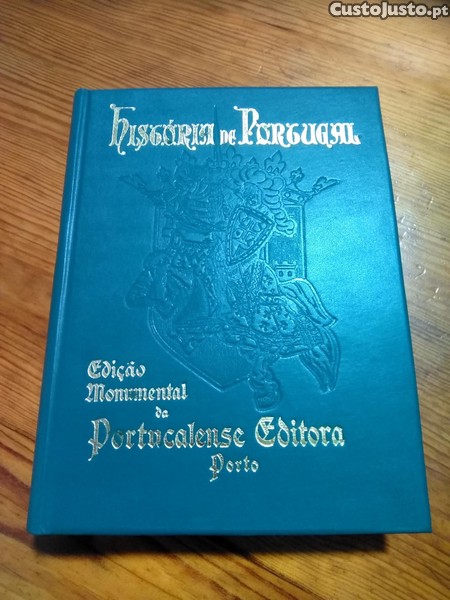 CustoJusto.pt
História de Portugal
Edição
Monumental
da
Portucalense Editora
Porto